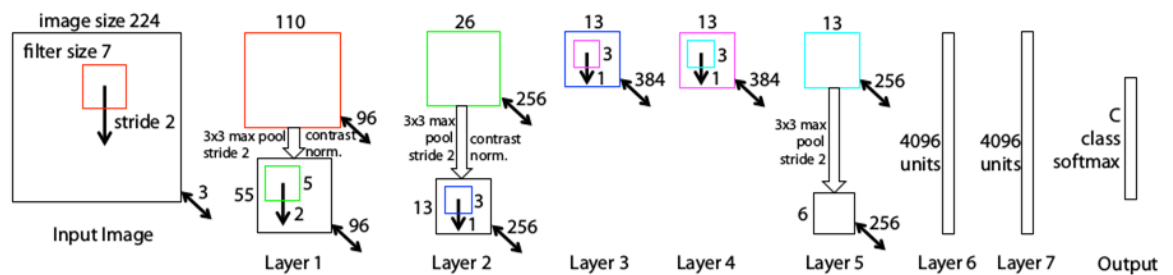 image size 224
filter size 7
stride 2
3
Input Image
110
96
3x3 max pool
stride 2
contrast
norm.
55
5
2
96
Layer 1
26
256
3x3 max
pool
stride 2
contrast
norm.
13
3
1
256
Layer 2
13
3
1
384
Layer 3
13
3
1
384
Layer 4
13
256
3x3 max
pool
stride 2
6
256
Layer 5
4096
units
Layer 6
4096
units
Layer 7
C
class
softmax
Output